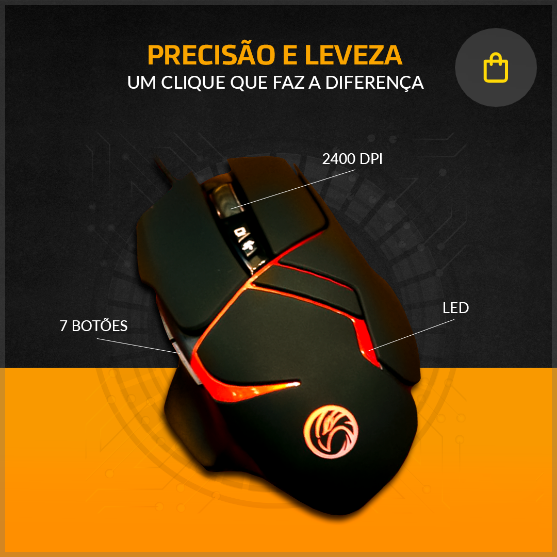 PRECISÃO E LEVEZA
UM CLIQUE QUE FAZ A DIFERENÇA
2400 DPI
LED
7 BOTÕES